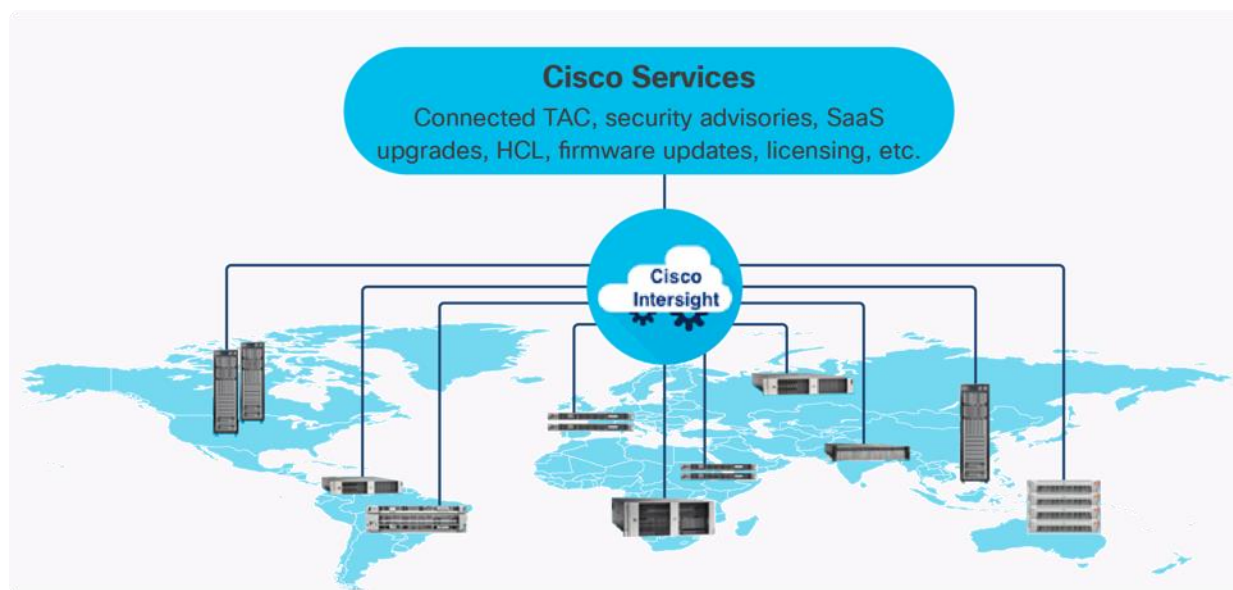 Cisco Services
Connected TAC, security advisories, SaaS
upgrades, HCL, firmware updates, licensing, etc.
Cisco
Intersight